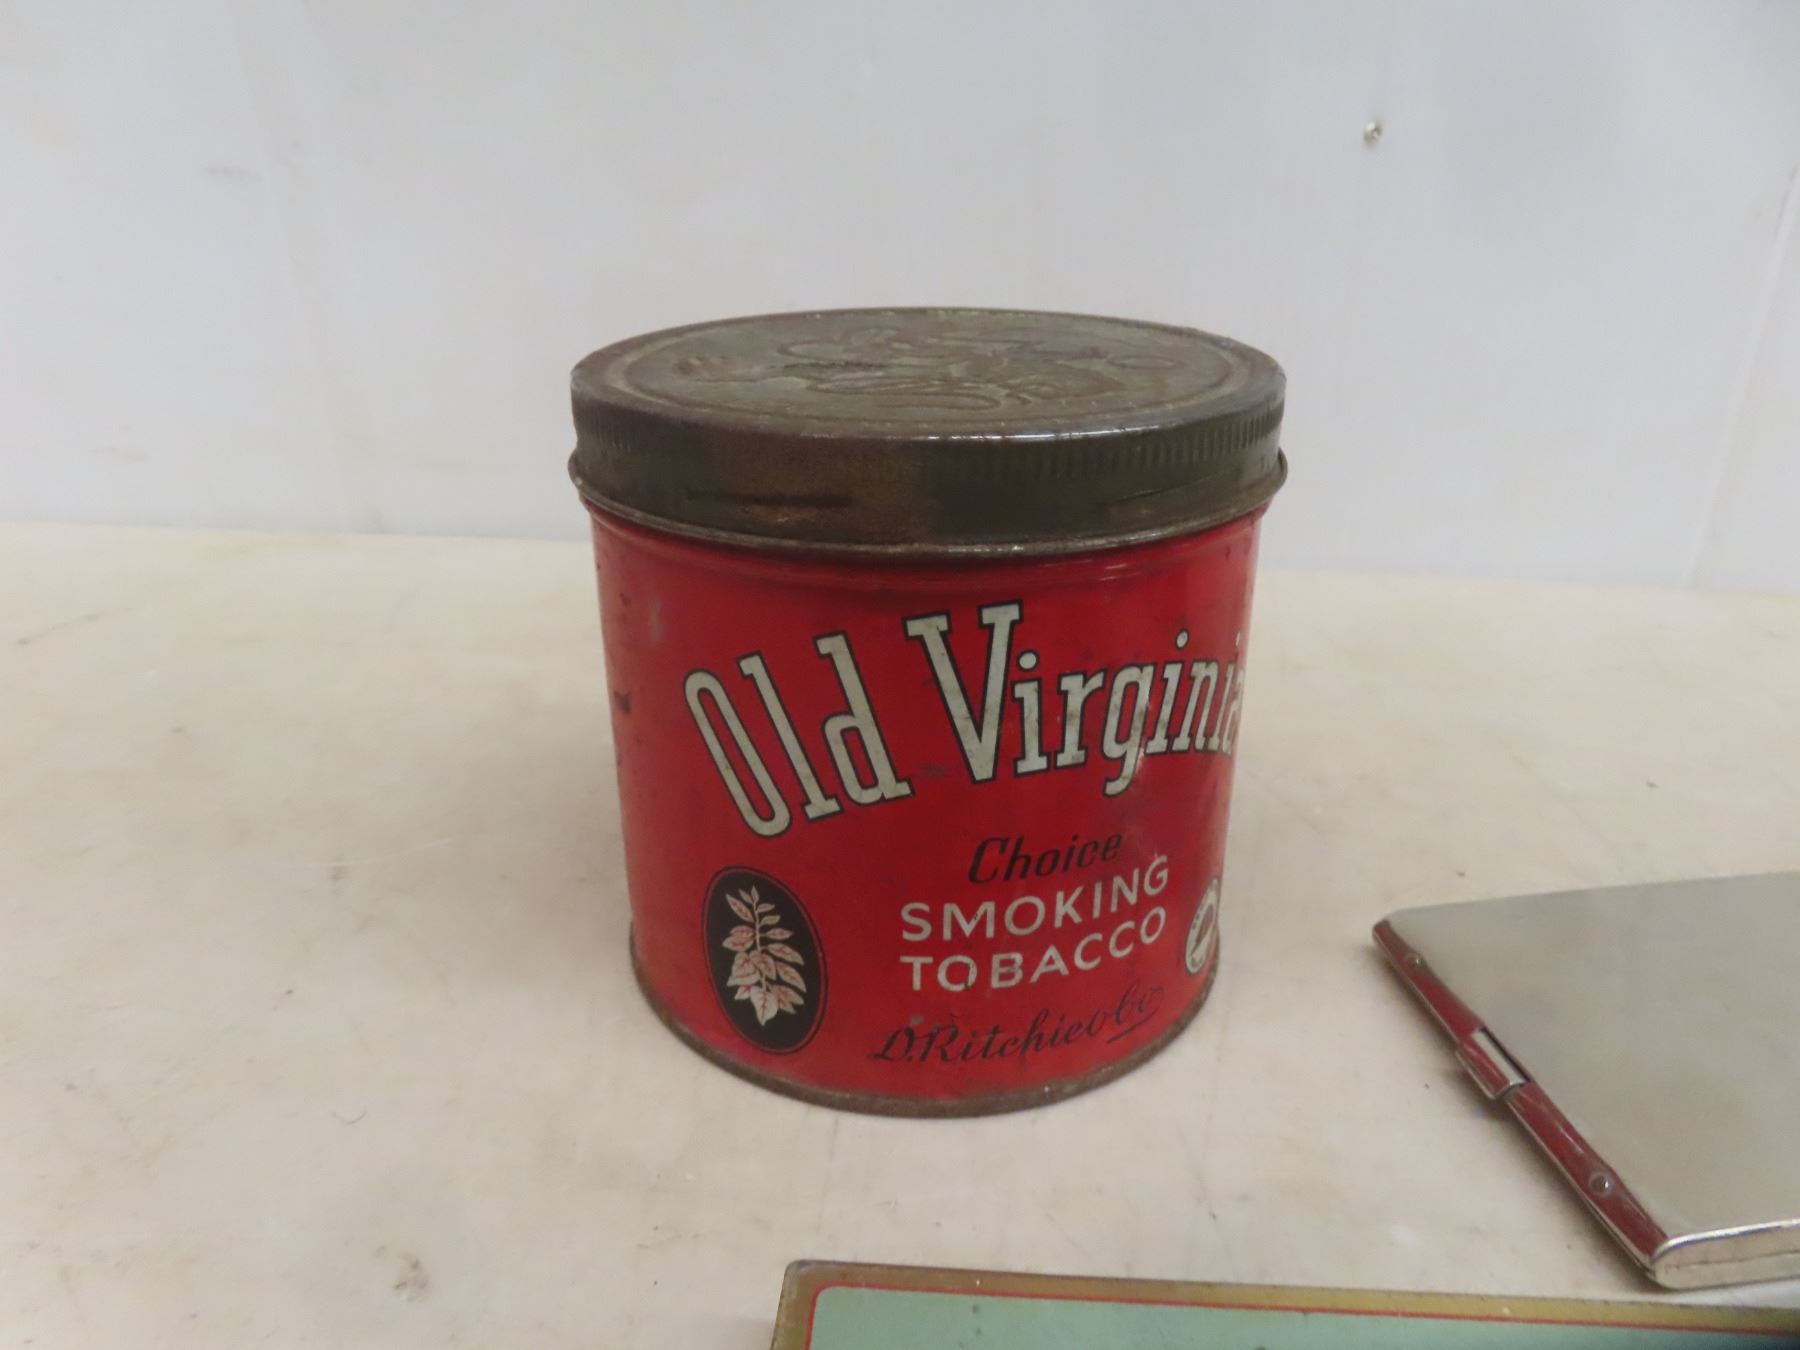 Old Virginia
Choice
SMOKING
TOBACCO
D. Ritchie & Co